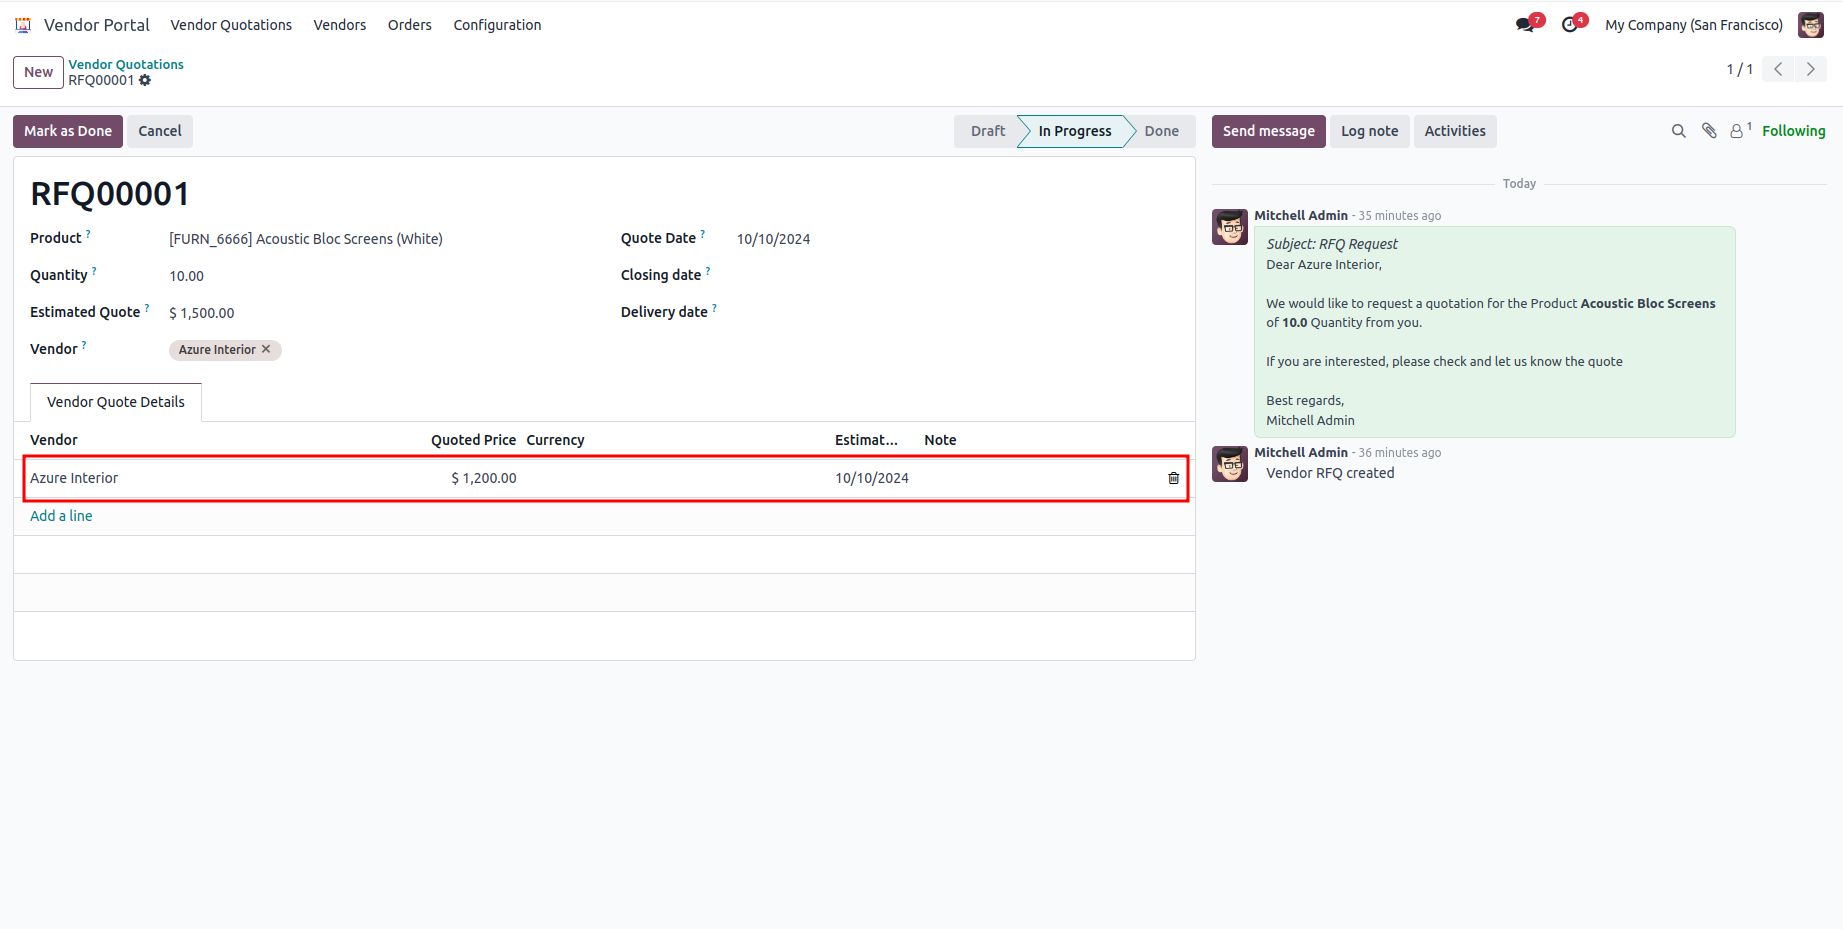 Vendor Portal Vendor Quotations Vendors Orders Configuration 7 4 My Company (San Francisco)
New Vendor Quotations
RFQ00001 1 / 1
Mark as Done Cancel Draft In Progress Done Send message Log note Activities 1 Following
RFQ00001
Product ? [FURN_6666] Acoustic Bloc Screens (White) Quote Date ? 10/10/2024
Quantity ? 10.00 Closing date ?
Estimated Quote ? $ 1,500.00 Delivery date ?
Vendor ? Azure Interior ×
Vendor Quote Details
Vendor Quoted Price Currency Estimat... Note
Azure Interior $ 1,200.00 10/10/2024
Add a line
Today
Mitchell Admin - 35 minutes ago
Subject: RFQ Request
Dear Azure Interior,
We would like to request a quotation for the Product Acoustic Bloc Screens
of 10.0 Quantity from you.
If you are interested, please check and let us know the quote
Best regards,
Mitchell Admin
Mitchell Admin - 36 minutes ago
Vendor RFQ created